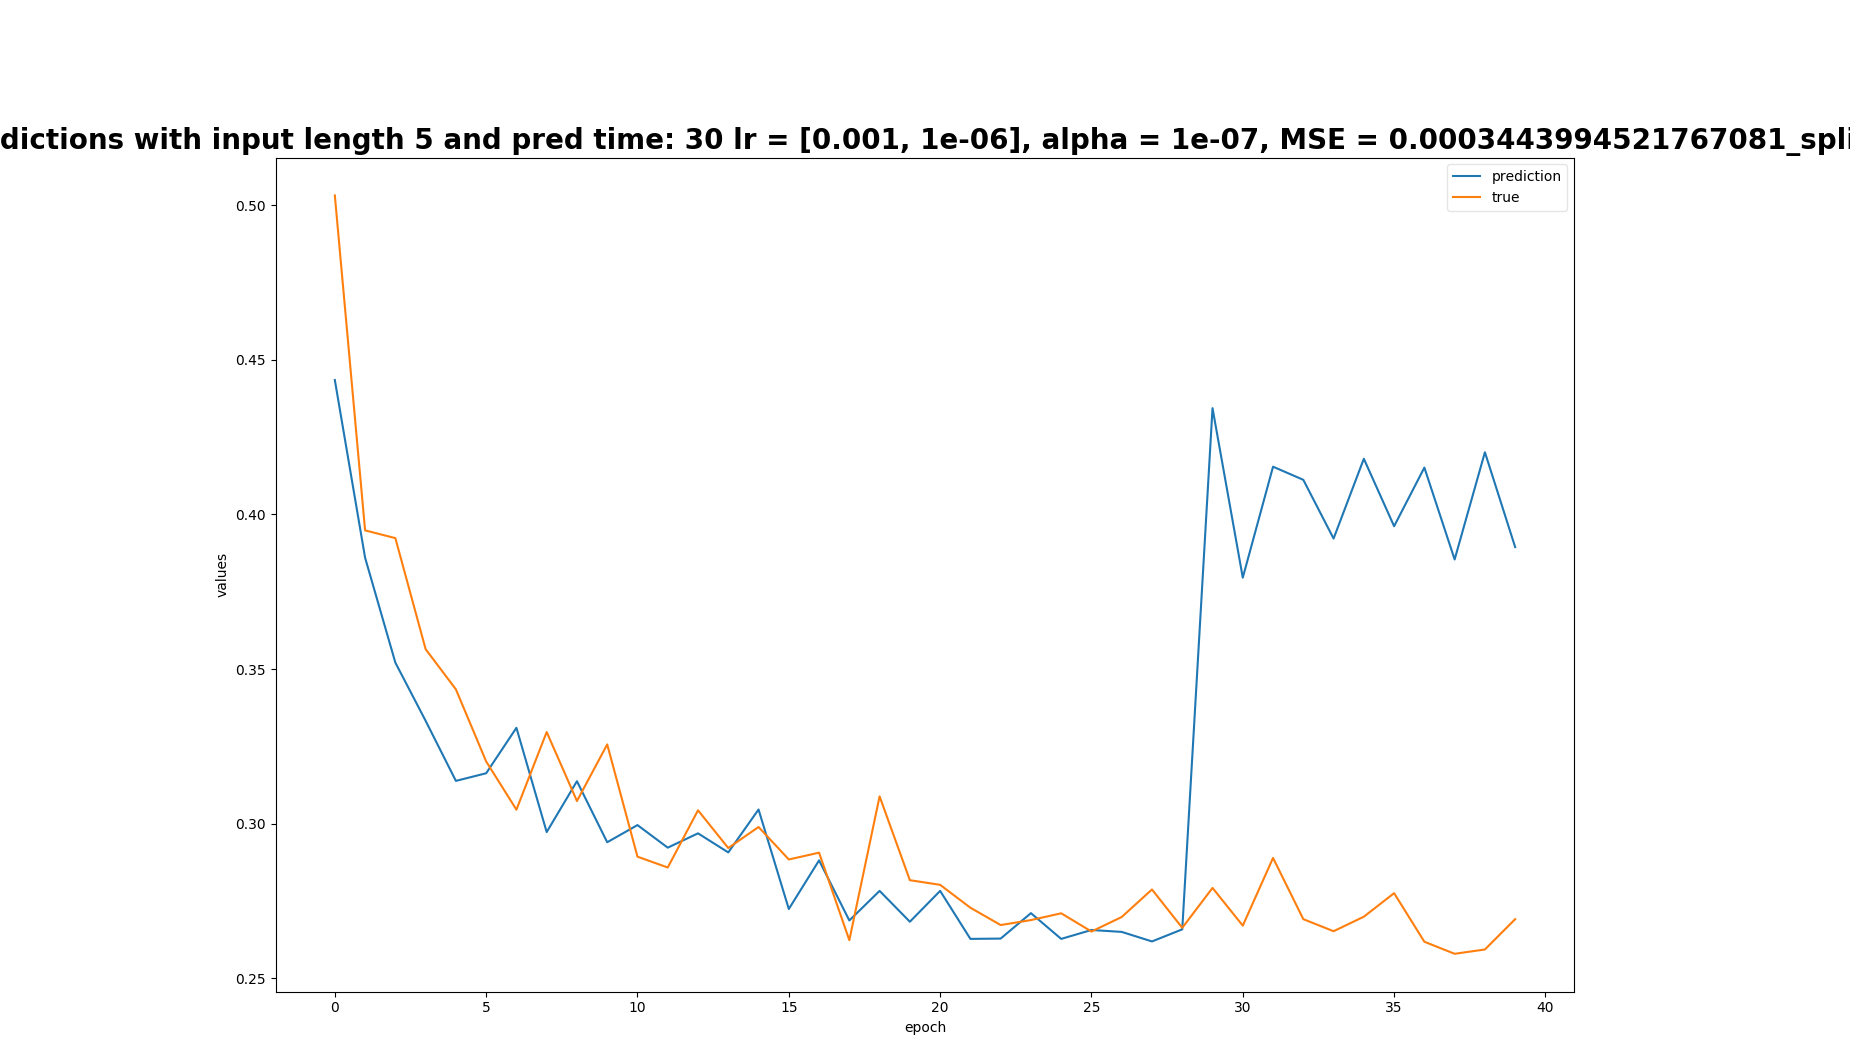 dictions with input length 5 and pred time: 30 lr = [0.001, 1e-06], alpha = 1e-07, MSE = 0.0003443994521767081_spli
prediction
true
0.50
0.45
0.40
0.35
0.30
0.25
values
0 5 10 15 20 25 30 35 40
epoch